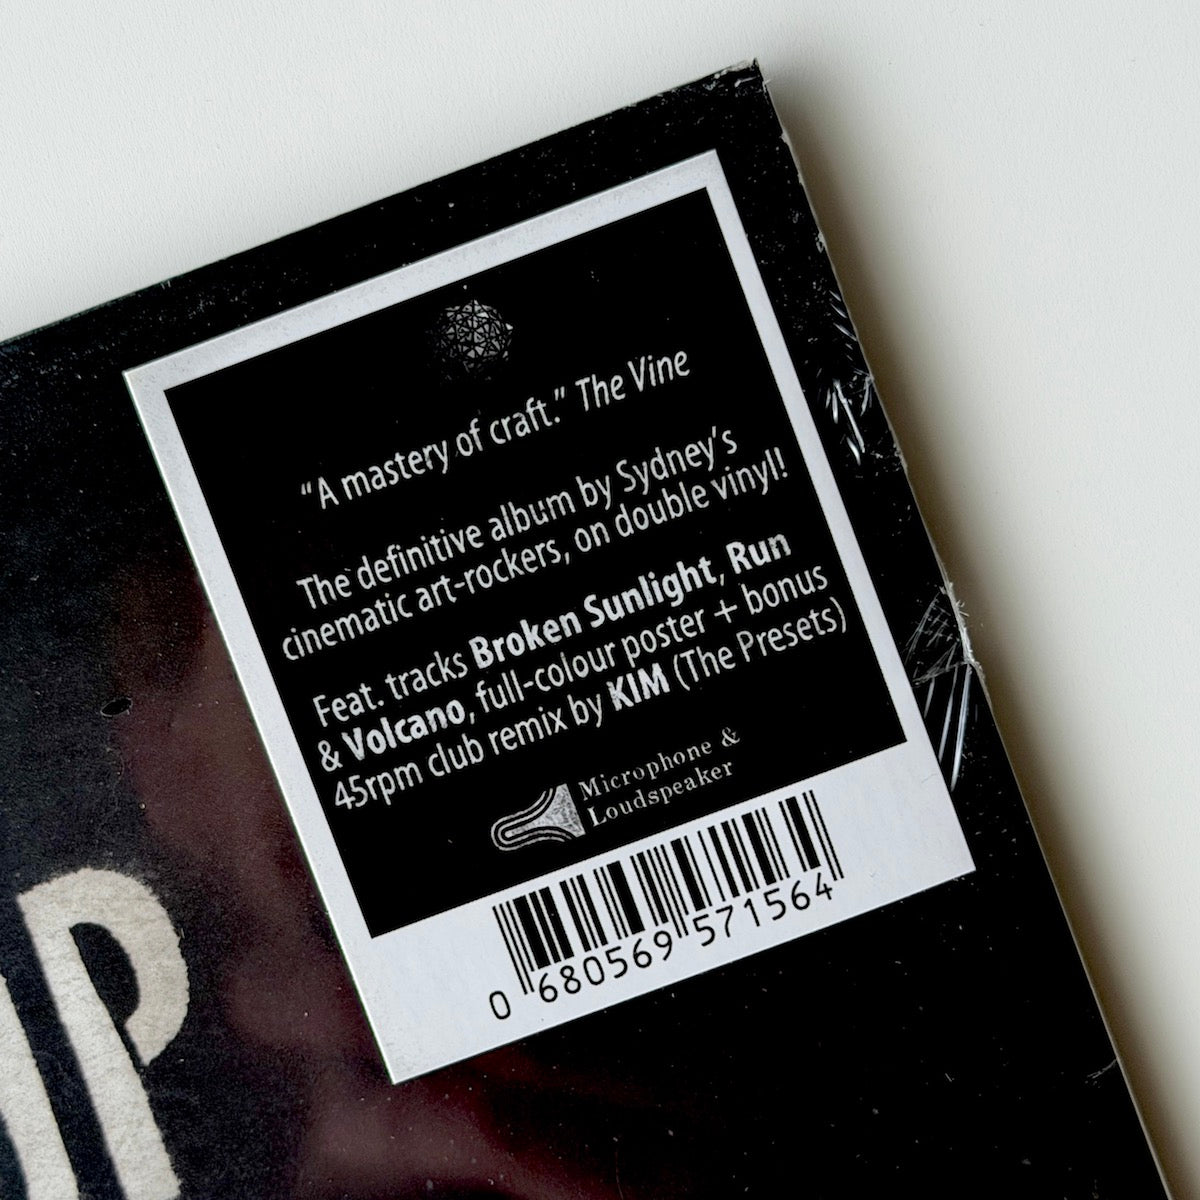 “A mastery of craft.” The Vine
The definitive album by Sydney’s
cinematic art-rockers, on double vinyl!
Feat. tracks Broken Sunlight, Run
& Volcano, full-colour poster + bonus
45rpm club remix by KIM (The Presets)
Microphone &
Loudspeaker
0 680569 571564